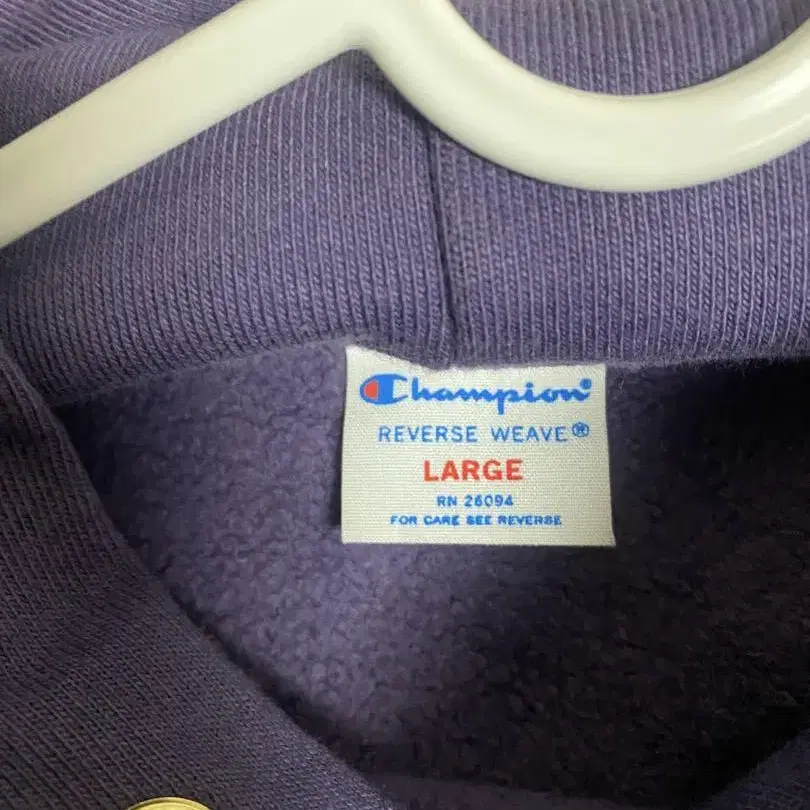 Champion®
REVERSE WEAVE®
LARGE
RN 26094
FOR CARE SEE REVERSE